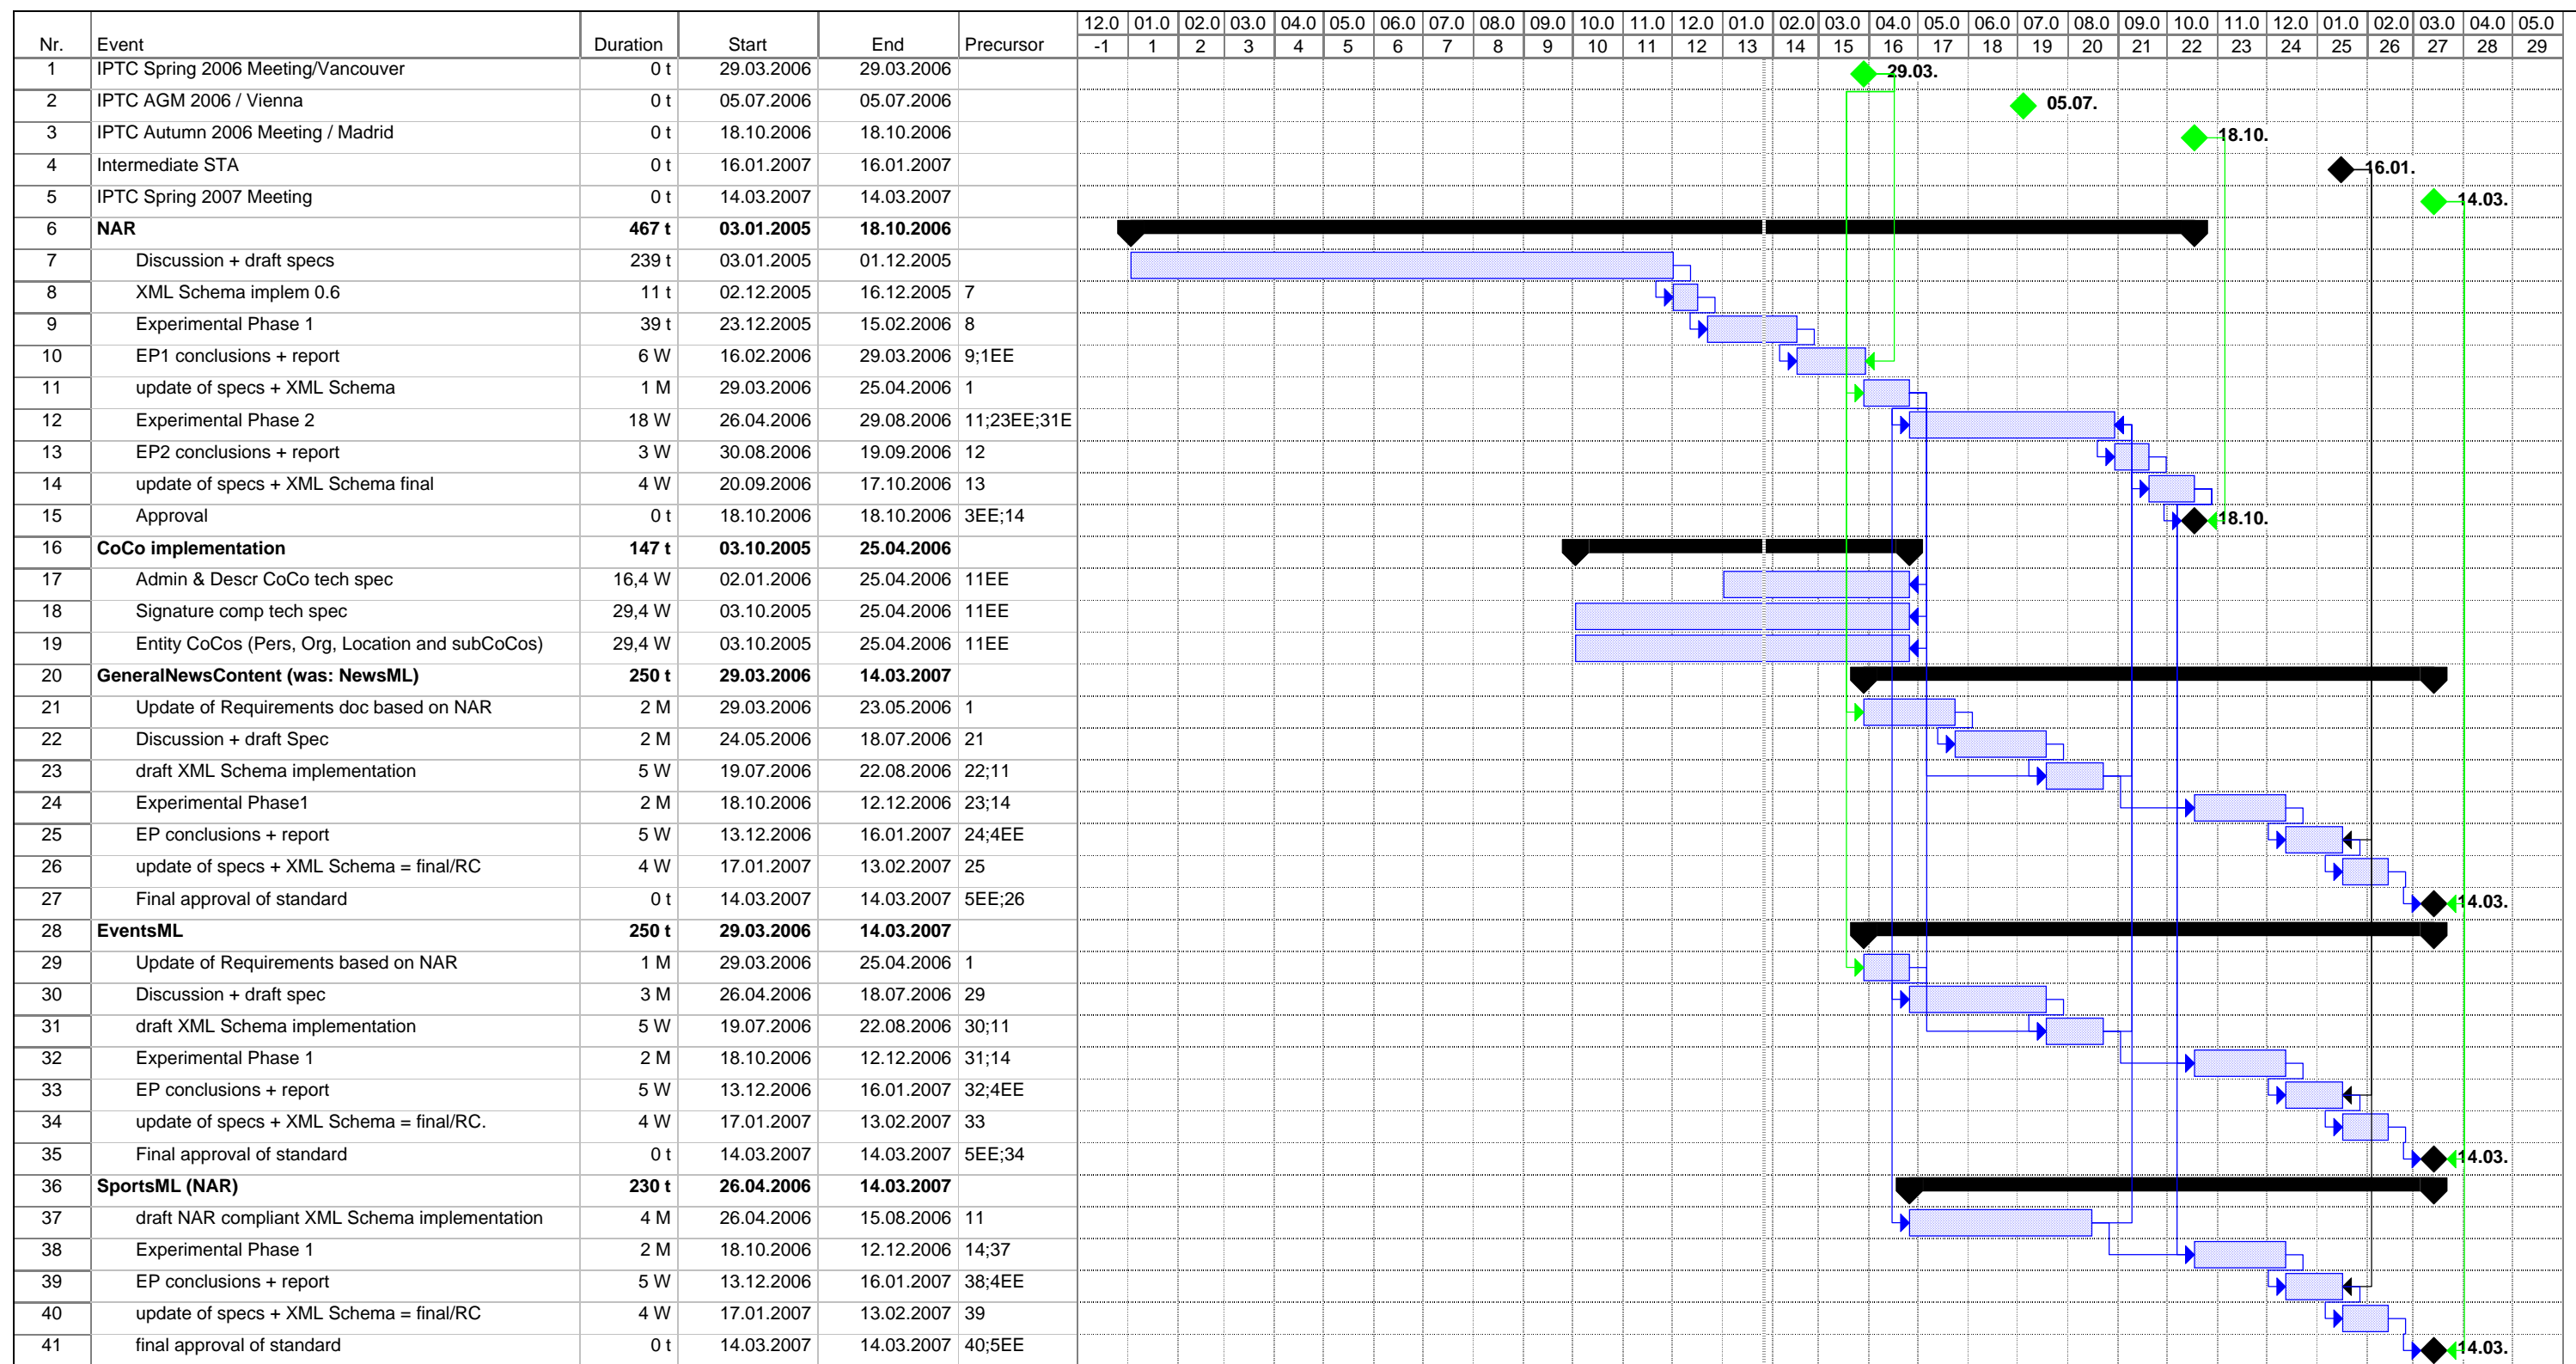 12.0 01.0 02.0 03.0 04.0 05.0 06.0 07.0 08.0 09.0 10.0 11.0 12.0 01.0 02.0 03.0 04.0 05.0 06.0 07.0 08.0 09.0 10.0 11.0 12.0 01.0 02.0 03.0 04.0 05.0
Nr. Event Duration Start End Precursor -1 1 2 3 4 5 6 7 8 9 10 11 12 13 14 15 16 17 18 19 20 21 22 23 24 25 26 27 28 29
1 IPTC Spring 2006 Meeting/Vancouver 0 t 29.03.2006 29.03.2006 29.03.
2 IPTC AGM 2006 / Vienna 0 t 05.07.2006 05.07.2006 05.07.
3 IPTC Autumn 2006 Meeting / Madrid 0 t 18.10.2006 18.10.2006 18.10.
4 Intermediate STA 0 t 16.01.2007 16.01.2007 16.01.
5 IPTC Spring 2007 Meeting 0 t 14.03.2007 14.03.2007 14.03.
6 NAR 467 t 03.01.2005 18.10.2006
7 Discussion + draft specs 239 t 03.01.2005 01.12.2005
8 XML Schema implem 0.6 11 t 02.12.2005 16.12.2005 7
9 Experimental Phase 1 39 t 23.12.2005 15.02.2006 8
10 EP1 conclusions + report 6 W 16.02.2006 29.03.2006 9;1EE
11 update of specs + XML Schema 1 M 29.03.2006 25.04.2006 1
12 Experimental Phase 2 18 W 26.04.2006 29.08.2006 11;23EE;31E
13 EP2 conclusions + report 3 W 30.08.2006 19.09.2006 12
14 update of specs + XML Schema final 4 W 20.09.2006 17.10.2006 13
15 Approval 0 t 18.10.2006 18.10.2006 3EE;14 18.10.
16 CoCo implementation 147 t 03.10.2005 25.04.2006
17 Admin & Descr CoCo tech spec 16,4 W 02.01.2006 25.04.2006 11EE
18 Signature comp tech spec 29,4 W 03.10.2005 25.04.2006 11EE
19 Entity CoCos (Pers, Org, Location and subCoCos) 29,4 W 03.10.2005 25.04.2006 11EE
20 GeneralNewsContent (was: NewsML) 250 t 29.03.2006 14.03.2007
21 Update of Requirements doc based on NAR 2 M 29.03.2006 23.05.2006 1
22 Discussion + draft Spec 2 M 24.05.2006 18.07.2006 21
23 draft XML Schema implementation 5 W 19.07.2006 22.08.2006 22;11
24 Experimental Phase1 2 M 18.10.2006 12.12.2006 23;14
25 EP conclusions + report 5 W 13.12.2006 16.01.2007 24;4EE
26 update of specs + XML Schema = final/RC 4 W 17.01.2007 13.02.2007 25
27 Final approval of standard 0 t 14.03.2007 14.03.2007 5EE;26 14.03.
28 EventsML 250 t 29.03.2006 14.03.2007
29 Update of Requirements based on NAR 1 M 29.03.2006 25.04.2006 1
30 Discussion + draft spec 3 M 26.04.2006 18.07.2006 29
31 draft XML Schema implementation 5 W 19.07.2006 22.08.2006 30;11
32 Experimental Phase 1 2 M 18.10.2006 12.12.2006 31;14
33 EP conclusions + report 5 W 13.12.2006 16.01.2007 32;4EE
34 update of specs + XML Schema = final/RC. 4 W 17.01.2007 13.02.2007 33
35 Final approval of standard 0 t 14.03.2007 14.03.2007 5EE;34 14.03.
36 SportsML (NAR) 230 t 26.04.2006 14.03.2007
37 draft NAR compliant XML Schema implementation 4 M 26.04.2006 15.08.2006 11
38 Experimental Phase 1 2 M 18.10.2006 12.12.2006 14;37
39 EP conclusions + report 5 W 13.12.2006 16.01.2007 38;4EE
40 update of specs + XML Schema = final/RC 4 W 17.01.2007 13.02.2007 39
41 final approval of standard 0 t 14.03.2007 14.03.2007 40;5EE 14.03.